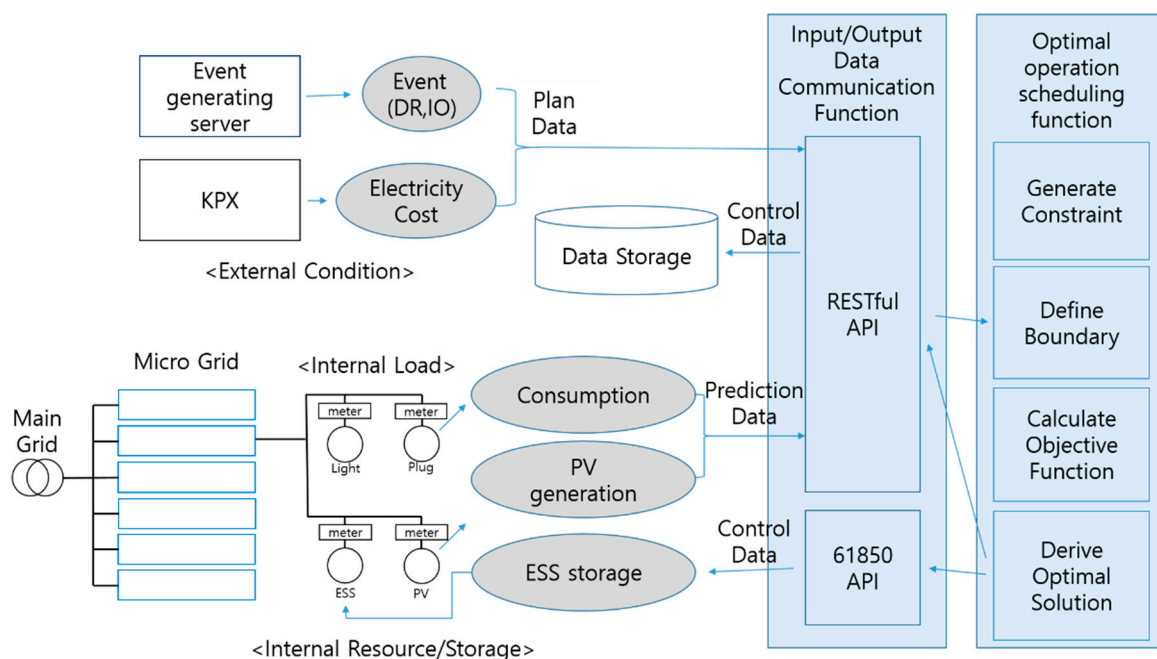 Event
generating
server
Event
(DR,IO)
Plan
Data
KPX
Electricity
Cost
<External Condition>
Data Storage
Control
Data
Input/Output
Data
Communication
Function
RESTful
API
61850
API
Optimal
operation
scheduling
function
Generate
Constraint
Define
Boundary
Calculate
Objective
Function
Derive
Optimal
Solution
Main
Grid
Micro Grid
<Internal Load>
meter
meter
Light
Plug
Consumption
PV
generation
Prediction
Data
meter
meter
ESS
PV
ESS storage
Control
Data
<Internal Resource/Storage>